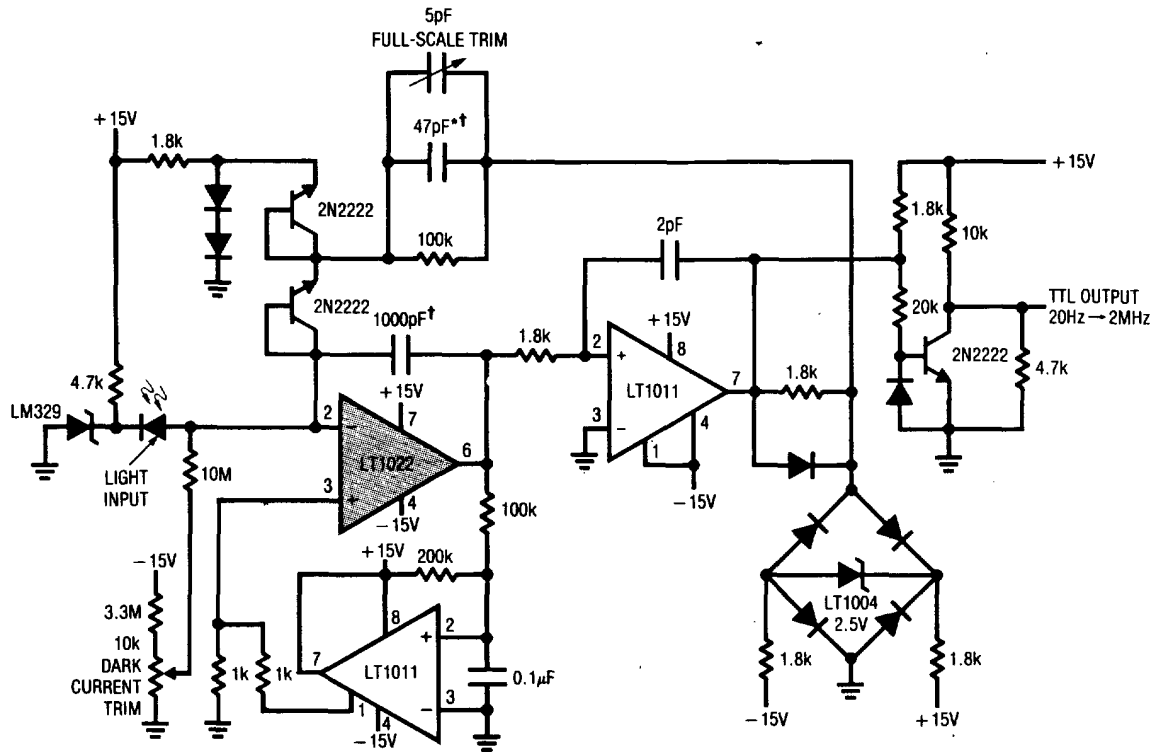 5pF
FULL-SCALE TRIM
47pF*†
+15V
1.8k
2N2222
100k
2N2222
1000pF†
2pF
+15V
1.8k
10k
20k
TTL OUTPUT
20Hz→2MHz
2N2222
4.7k
1.8k
+15V
2
8
+
LT1011
7
3
−
1
4
−15V
1.8k
4.7k
LM329
LIGHT
INPUT
10M
+15V
2
7
−
LT1022
6
3
+
4
−15V
100k
+15V
200k
8
2
+
7
LT1011
3
−
1
4
−15V
0.1µF
1k
1k
−15V
3.3M
10k
DARK
CURRENT
TRIM
LT1004
2.5V
1.8k
1.8k
−15V
+15V